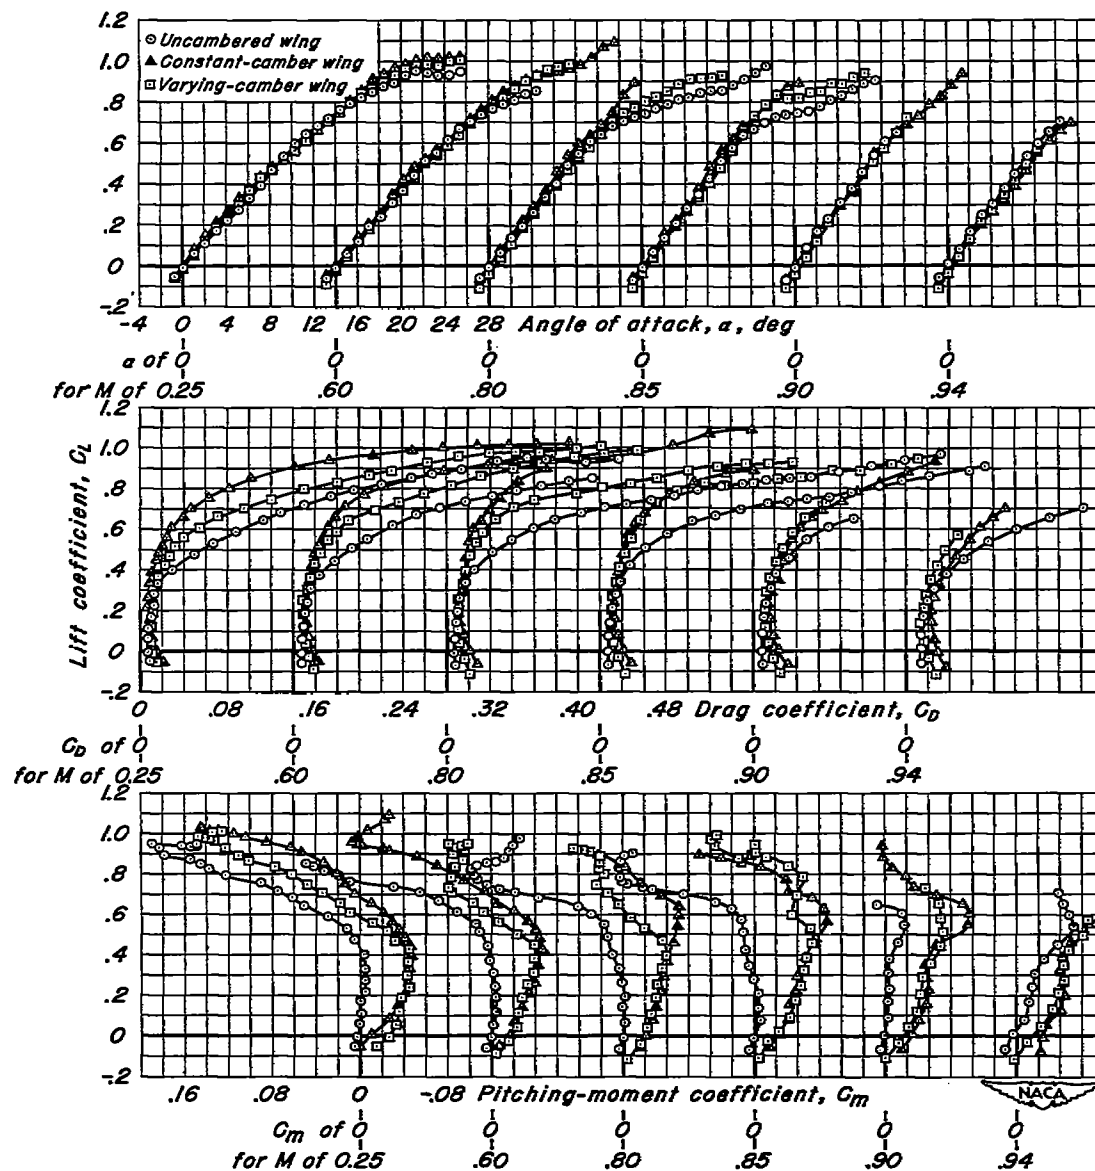 1.2
⊙ Uncambered wing
▲ Constant-camber wing
⊡ Varying-camber wing
1.0
.8
.6
.4
.2
0
-.2
-4 0 4 8 12 16 20 24 28 Angle of attack, α, deg
α of 0 0 0 0 0 0
for M of 0.25 .60 .80 .85 .90 .94
Lift coefficient, C_L
1.2
1.0
.8
.6
.4
.2
0
-.2
0 .08 .16 .24 .32 .40 .48 Drag coefficient, C_D
C_D of 0 0 0 0 0 0
for M of 0.25 .60 .80 .85 .90 .94
1.2
1.0
.8
.6
.4
.2
0
-.2
.16 .08 0 -.08 Pitching-moment coefficient, C_m
NACA
C_m of 0 0 0 0 0 0
for M of 0.25 .60 .80 .85 .90 .94